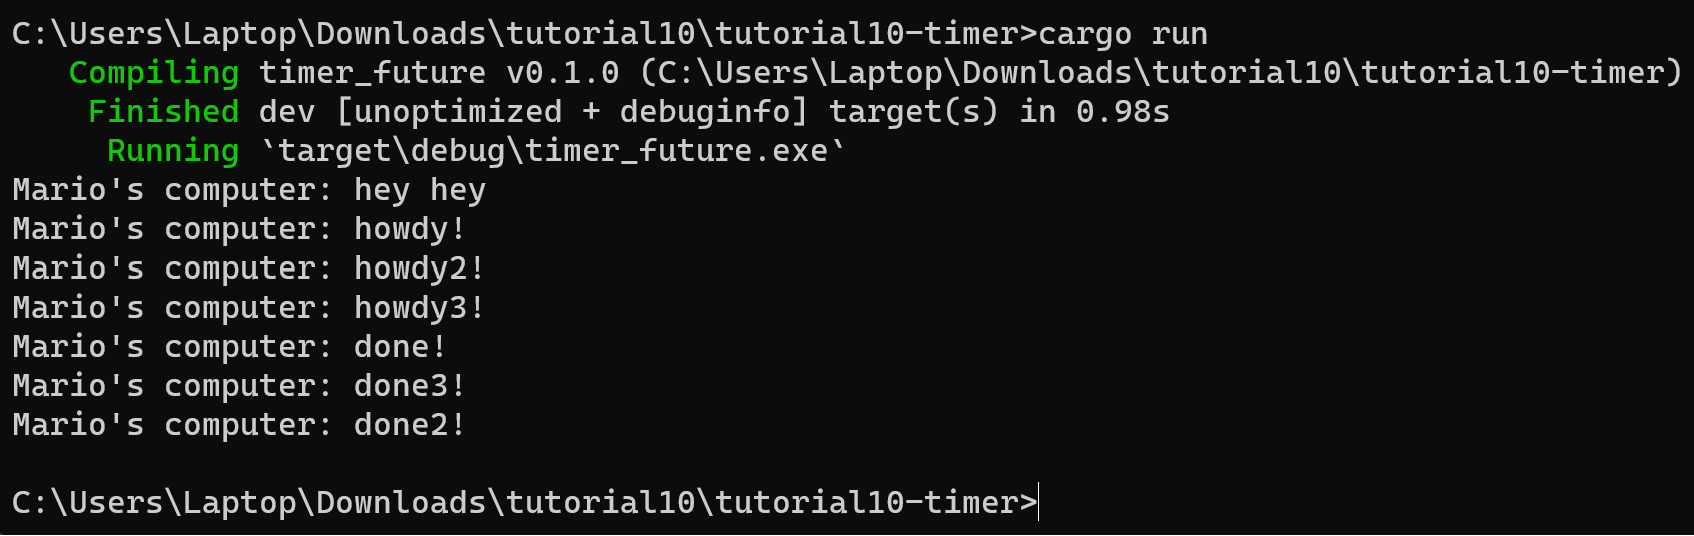 C:\Users\Laptop\Downloads\tutorial10\tutorial10-timer>cargo run
Compiling timer_future v0.1.0 (C:\Users\Laptop\Downloads\tutorial10\tutorial10-timer)
Finished dev [unoptimized + debuginfo] target(s) in 0.98s
Running `target\debug\timer_future.exe`
Mario's computer: hey hey
Mario's computer: howdy!
Mario's computer: howdy2!
Mario's computer: howdy3!
Mario's computer: done!
Mario's computer: done3!
Mario's computer: done2!
C:\Users\Laptop\Downloads\tutorial10\tutorial10-timer>